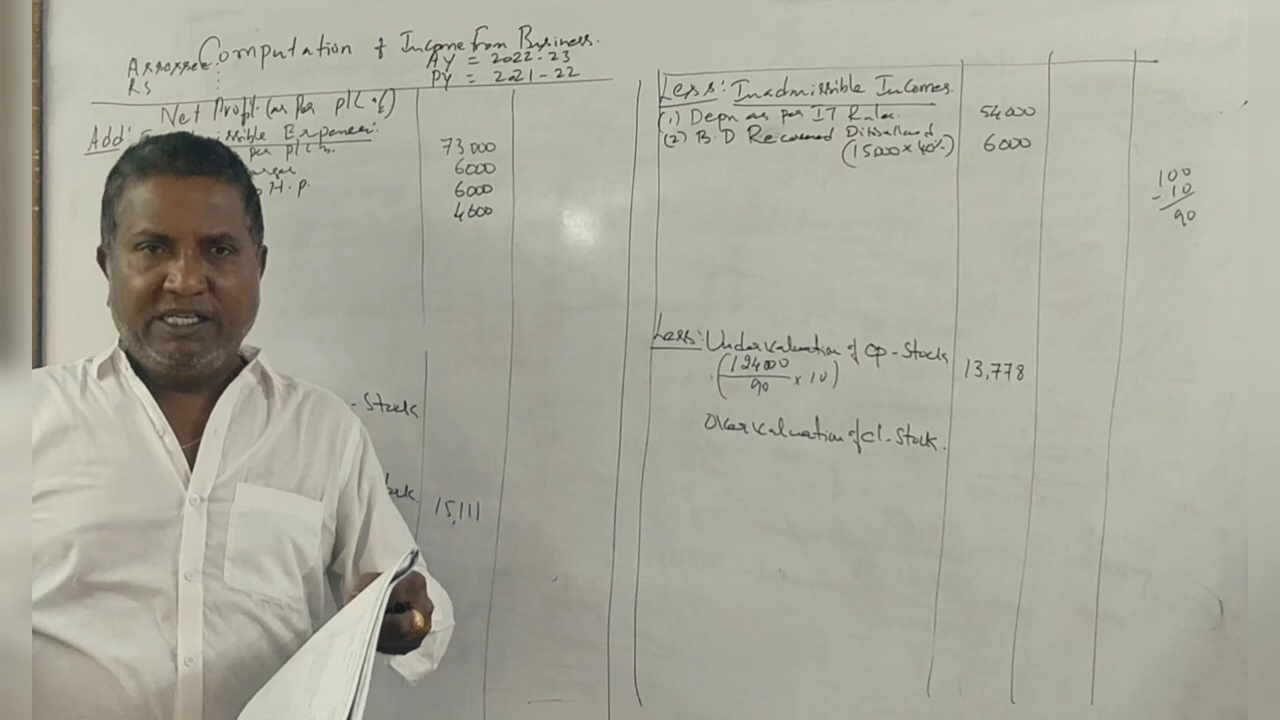 Computation of Income From Business.
Assessee:
AY = 2022-23
RS
PY = 2021-22
Net Profit (as per P/L a/c)
Add:
Expenses:
per P/L a/c
73000
6000
H.P.
6000
4600
- Stock
15,111
Less: Inadmissible Incomes.
(1) Depn as per IT Rules
54000
(2) B.D Recovered Disallowed
(15000 x 40%)
6000
100
- 10
90
Less: Undervaluation of Op-Stock
(124000/90 x 10)
13,778
Overvaluation of Cl-Stock.